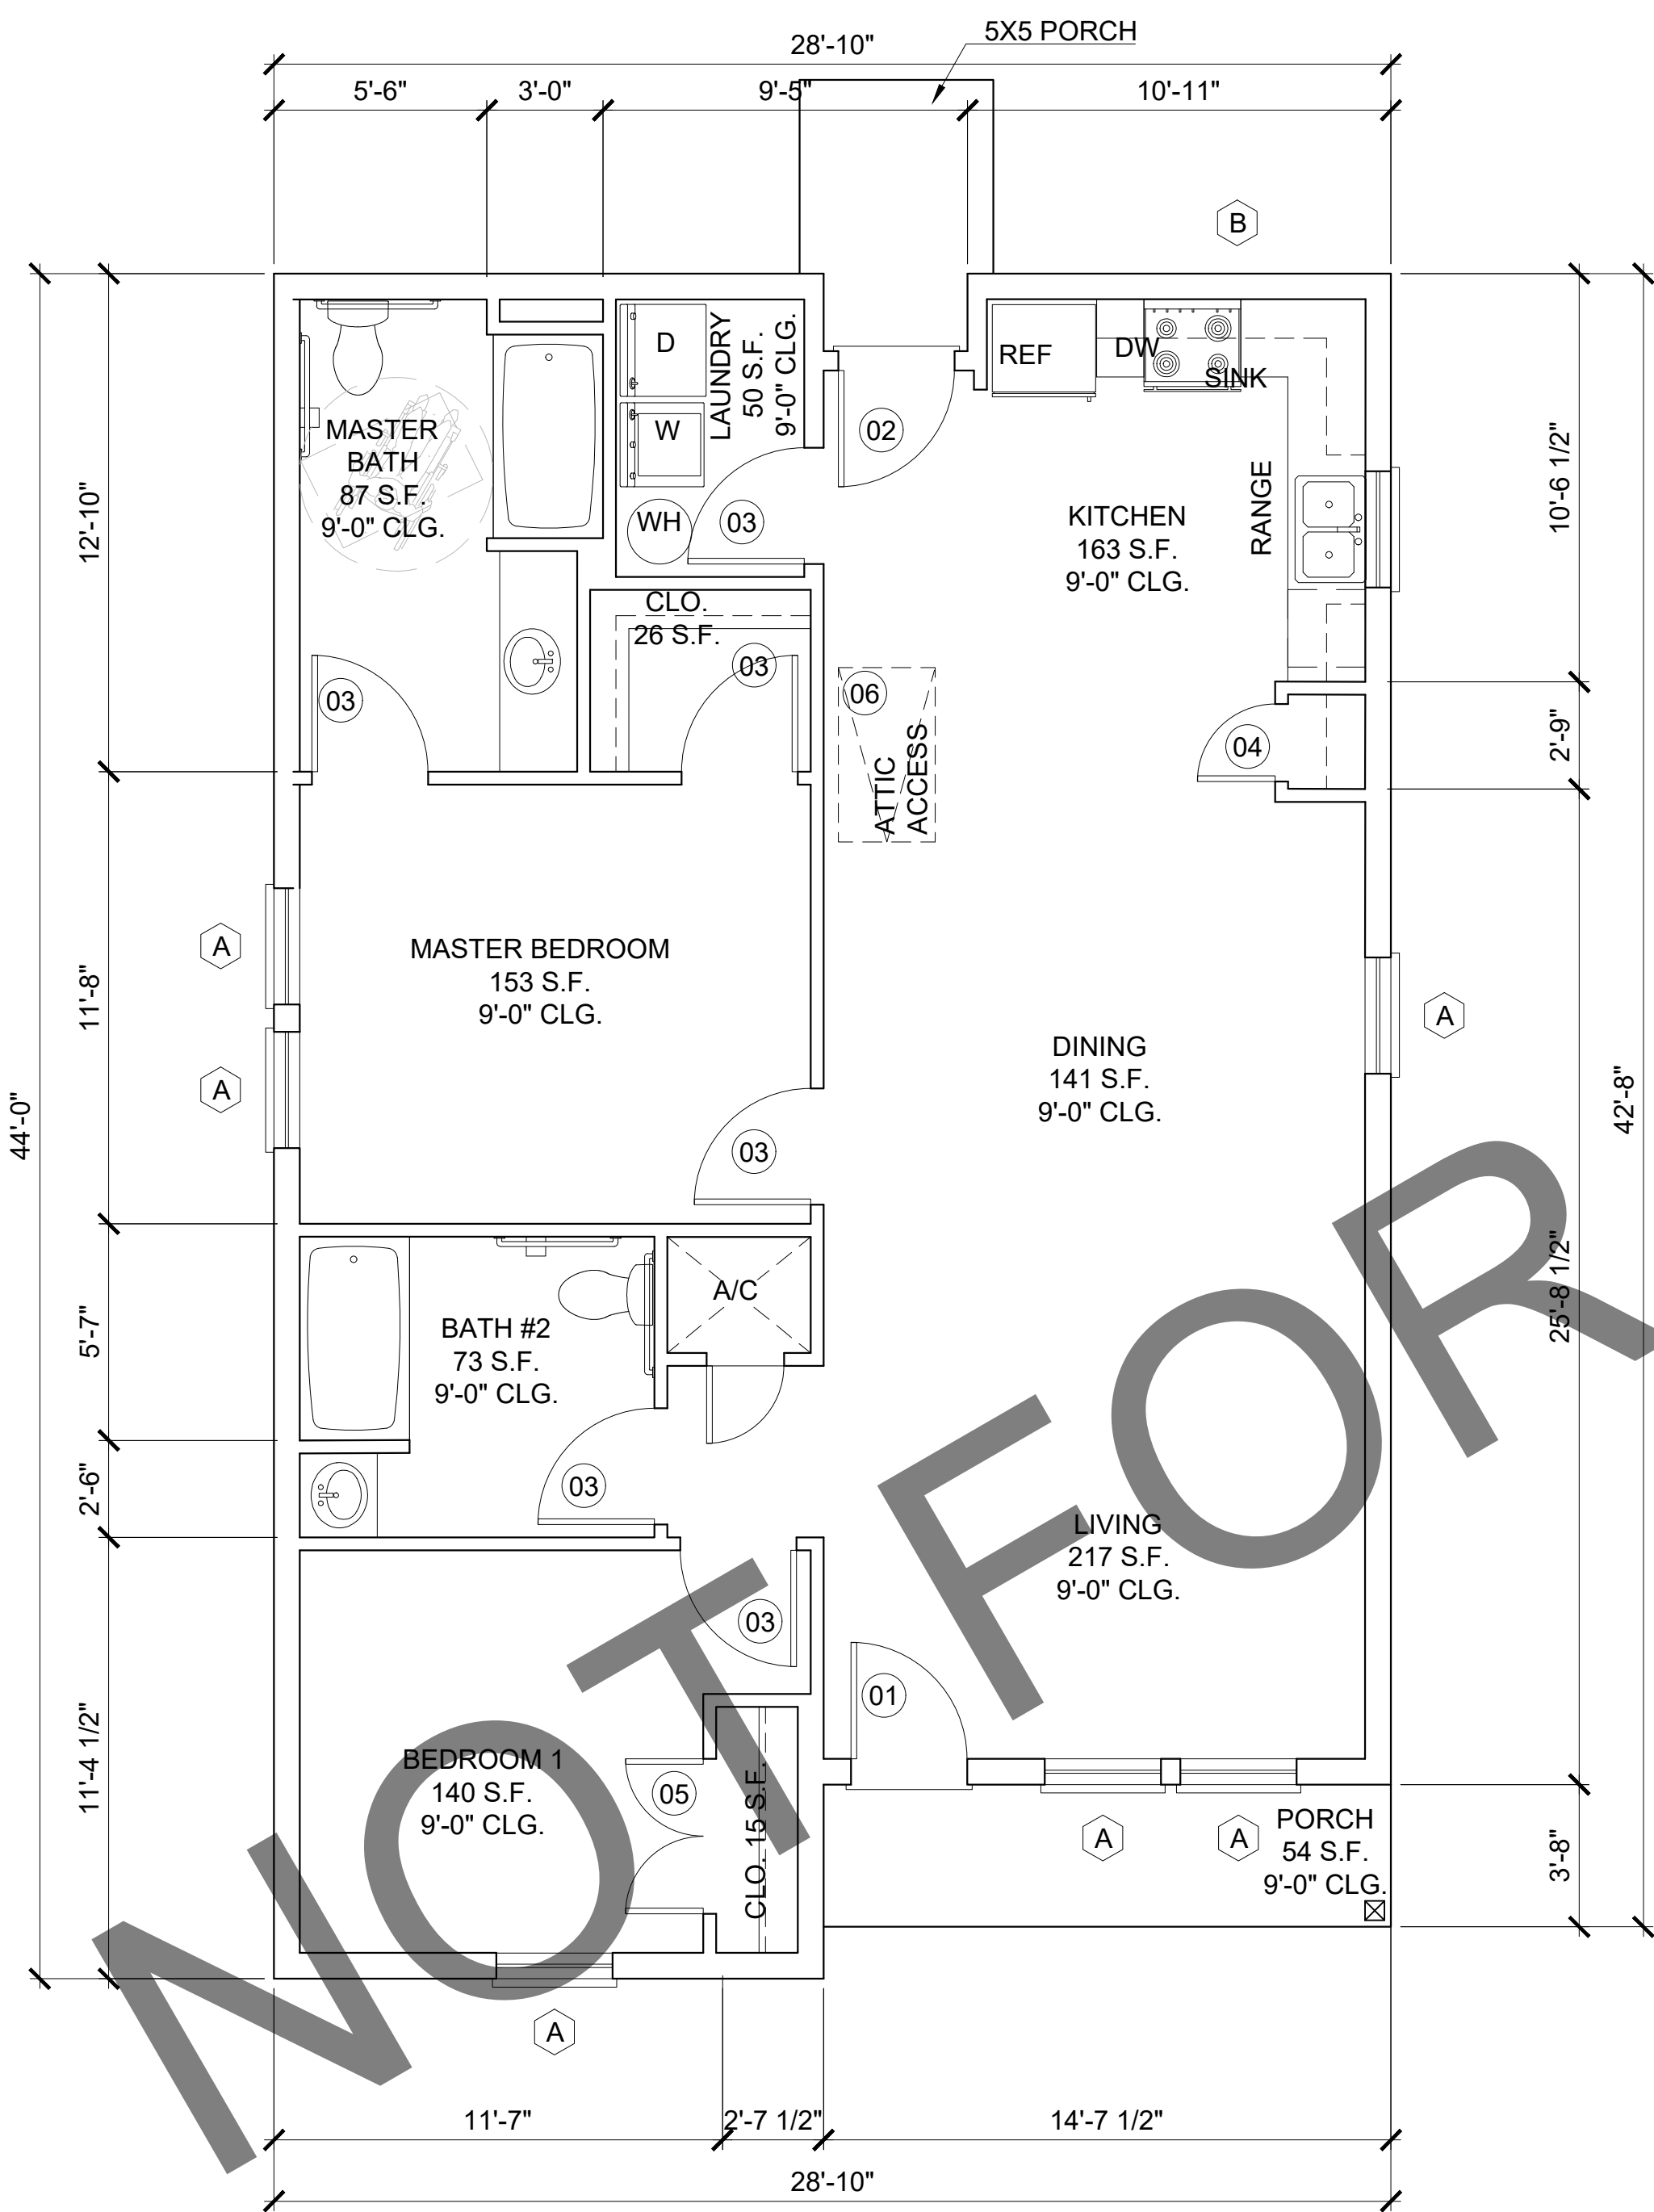 5X5 PORCH
28'-10"
5'-6"
3'-0"
9'-5"
10'-11"
B
D
LAUNDRY
50 S.F.
9'-0" CLG.
REF
DW
SINK
W
02
MASTER
BATH
87 S.F.
9'-0" CLG.
WH
03
RANGE
KITCHEN
163 S.F.
9'-0" CLG.
10'-6 1/2"
12'-10"
CLO.
26 S.F.
03
03
06
ATTIC
ACCESS
04
2'-9"
A
MASTER BEDROOM
153 S.F.
9'-0" CLG.
11'-8"
A
A
DINING
141 S.F.
9'-0" CLG.
44'-0"
42'-8"
03
A/C
BATH #2
73 S.F.
9'-0" CLG.
5'-7"
25'-8 1/2"
2'-6"
03
LIVING
217 S.F.
9'-0" CLG.
03
01
11'-4 1/2"
BEDROOM 1
140 S.F.
9'-0" CLG.
05
CLO. 15 S.F.
A
A
PORCH
54 S.F.
9'-0" CLG.
3'-8"
A
NOT FOR
11'-7"
2'-7 1/2"
14'-7 1/2"
28'-10"